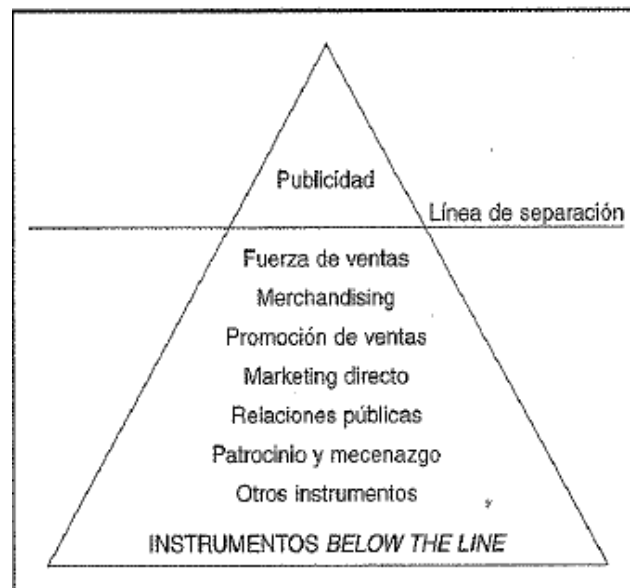 Publicidad
Línea de separación
Fuerza de ventas
Merchandising
Promoción de ventas
Marketing directo
Relaciones públicas
Patrocinio y mecenazgo
Otros instrumentos
INSTRUMENTOS BELOW THE LINE